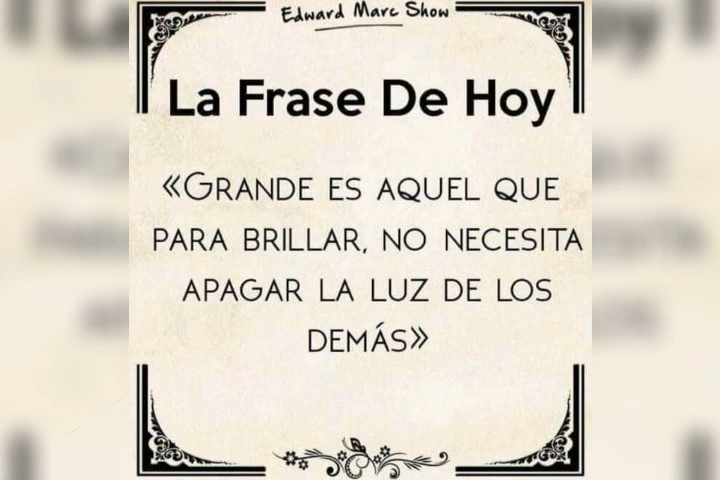 Edward Marc Show
La Frase De Hoy
«GRANDE ES AQUEL QUE
PARA BRILLAR, NO NECESITA
APAGAR LA LUZ DE LOS
DEMÁS»